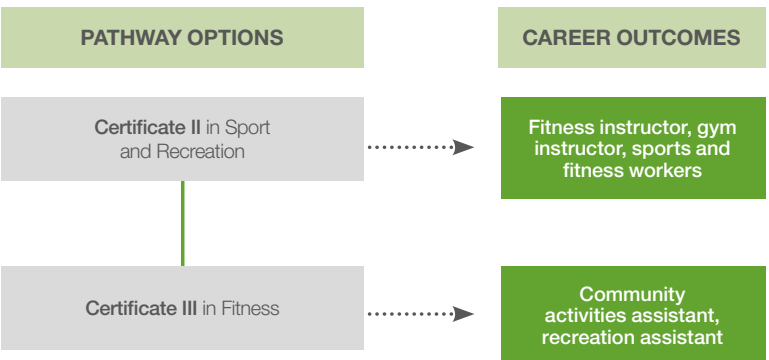 PATHWAY OPTIONS
CAREER OUTCOMES
Certificate II in Sport
and Recreation
Fitness instructor, gym
instructor, sports and
fitness workers
Certificate III in Fitness
Community
activities assistant,
recreation assistant